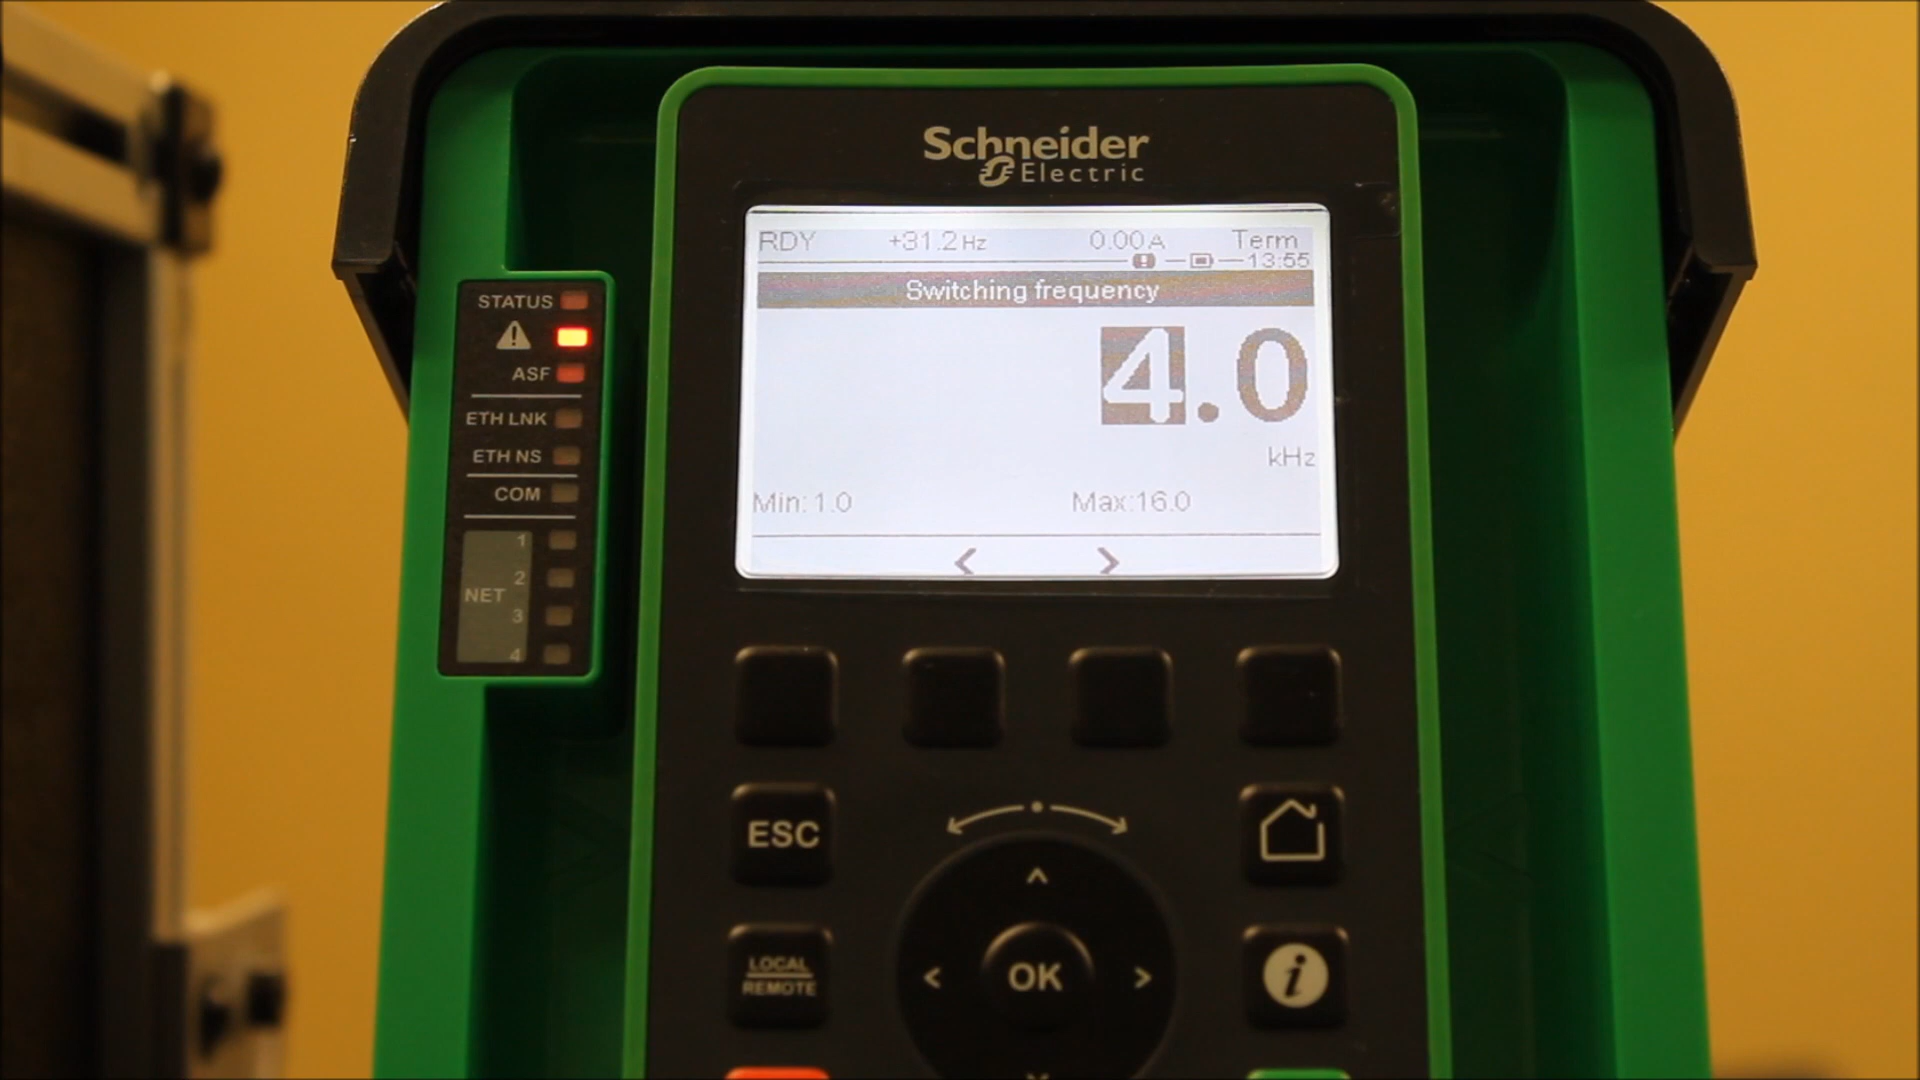 Schneider
Electric
RDY +31.2 Hz 0.00 A Term
13:55
Switching frequency
4.0
kHz
Min: 1.0 Max:16.0
< >
STATUS
ASF
ETH LNK
ETH NS
COM
NET
1
2
3
4
ESC
LOCAL
REMOTE
OK
i